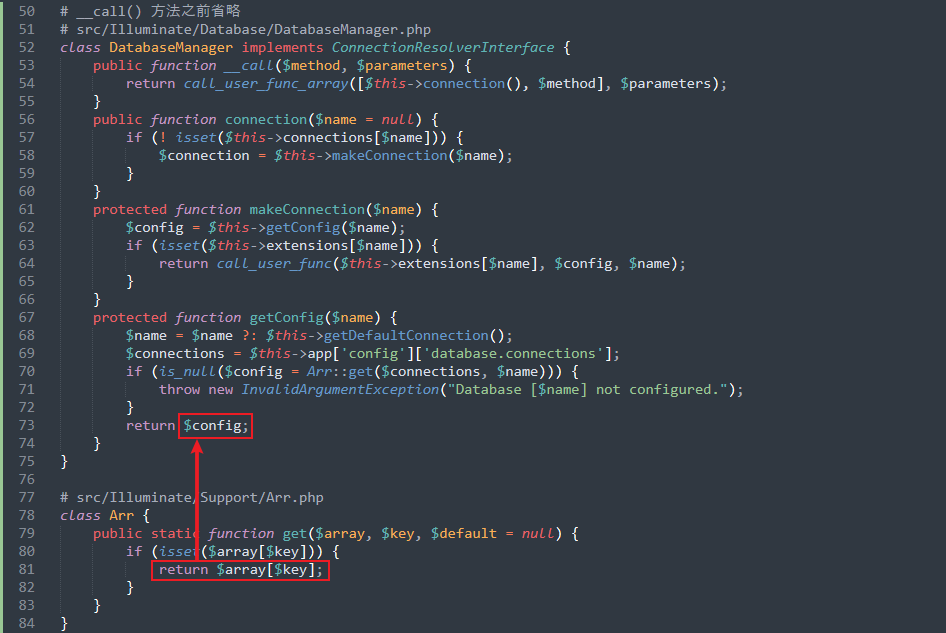 50 # __call() 方法之前省略
51 # src/Illuminate/Database/DatabaseManager.php
52 class DatabaseManager implements ConnectionResolverInterface {
53     public function __call($method, $parameters) {
54         return call_user_func_array([$this->connection(), $method], $parameters);
55     }
56     public function connection($name = null) {
57         if (! isset($this->connections[$name])) {
58             $connection = $this->makeConnection($name);
59         }
60     }
61     protected function makeConnection($name) {
62         $config = $this->getConfig($name);
63         if (isset($this->extensions[$name])) {
64             return call_user_func($this->extensions[$name], $config, $name);
65         }
66     }
67     protected function getConfig($name) {
68         $name = $name ?: $this->getDefaultConnection();
69         $connections = $this->app['config']['database.connections'];
70         if (is_null($config = Arr::get($connections, $name))) {
71             throw new InvalidArgumentException("Database [$name] not configured.");
72         }
73         return $config;
74     }
75 }
76
77 # src/Illuminate/Support/Arr.php
78 class Arr {
79     public static function get($array, $key, $default = null) {
80         if (isset($array[$key])) {
81             return $array[$key];
82         }
83     }
84 }